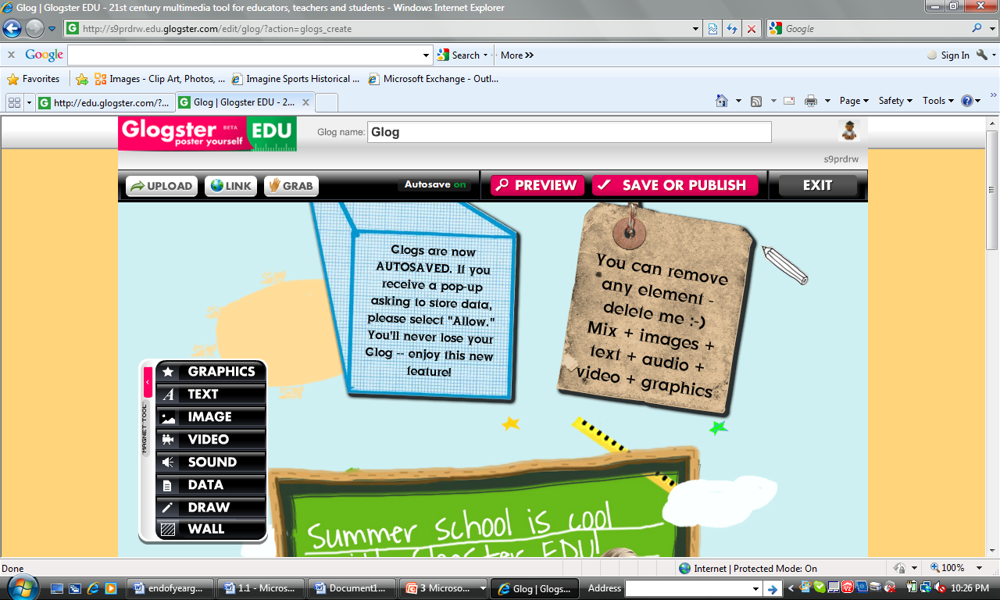 Glog | Glogster EDU - 21st century multimedia tool for educators, teachers and students - Windows Internet Explorer
http://s9prdrw.edu.glogster.com/edit/glog/?action=glogs_create
Google
x Google Search More >> Sign In
Favorites Images - Clip Art, Photos, ... Imagine Sports Historical ... Microsoft Exchange - Outl...
http://edu.glogster.com/?... Glog | Glogster EDU - 2... x Page Safety Tools
Glogster BETA EDU
poster yourself
Glog name: Glog
s9prdrw
UPLOAD LINK GRAB Autosave on PREVIEW SAVE OR PUBLISH EXIT
Glogs are now
AUTOSAVED. If you
receive a pop-up
asking to store data,
please select "Allow."
You'll never lose your
Glog -- enjoy this new
feature!
You can remove
any element -
delete me :-)
Mix + images +
text + audio +
video + graphics
MAGNET TOOL
GRAPHICS
TEXT
IMAGE
VIDEO
SOUND
DATA
DRAW
WALL
Summer school is cool
with Glogster EDU!
Done Internet | Protected Mode: On 100%
endofyearg... 1.1 - Micros... Document1... 3 Microso... Glog | Glogs... Address 10:26 PM